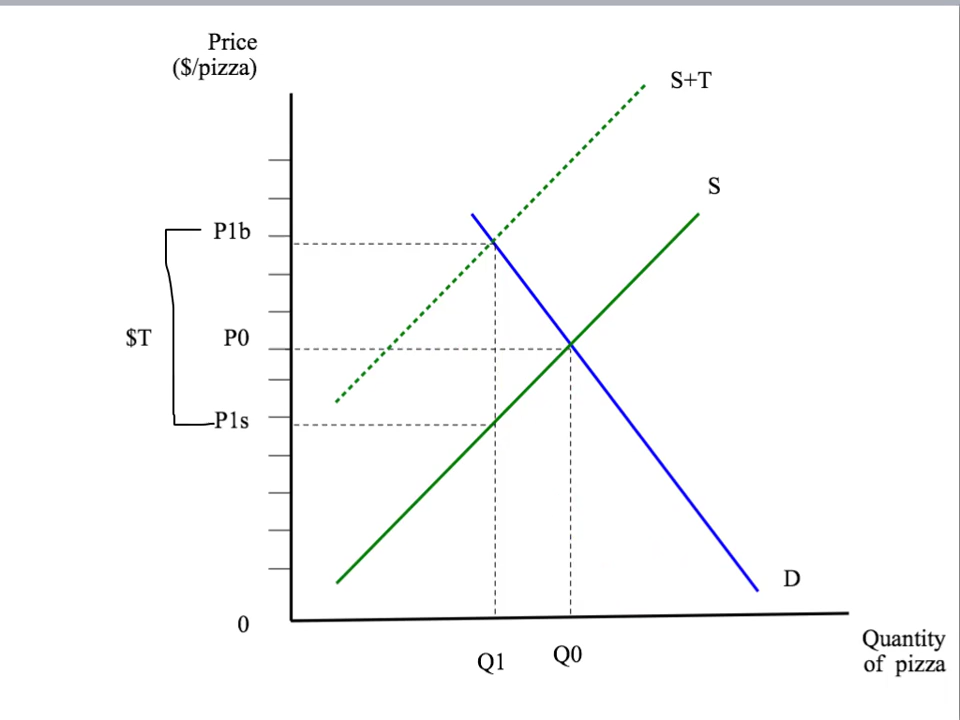 Price
($/pizza)
S+T
S
P1b
$T
P0
P1s
D
0
Q1
Q0
Quantity
of pizza